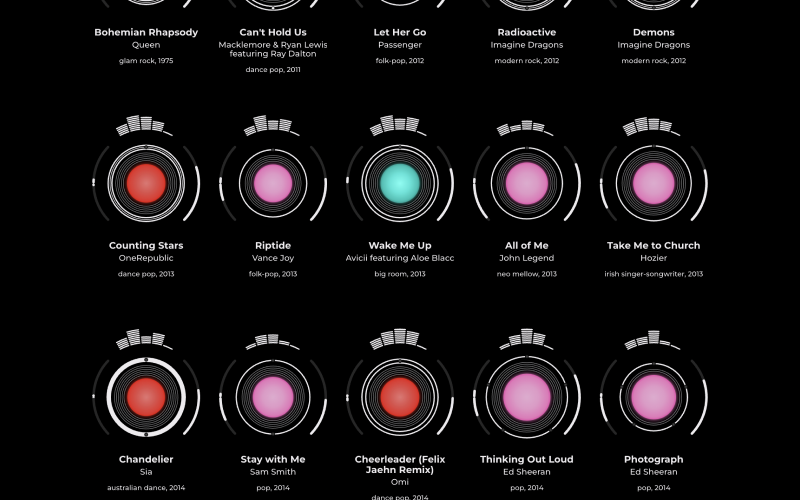 Bohemian Rhapsody
Queen
glam rock, 1975
Can't Hold Us
Macklemore & Ryan Lewis
featuring Ray Dalton
dance pop, 2011
Let Her Go
Passenger
folk-pop, 2012
Radioactive
Imagine Dragons
modern rock, 2012
Demons
Imagine Dragons
modern rock, 2012
Counting Stars
OneRepublic
dance pop, 2013
Riptide
Vance Joy
folk-pop, 2013
Wake Me Up
Avicii featuring Aloe Blacc
big room, 2013
All of Me
John Legend
neo mellow, 2013
Take Me to Church
Hozier
irish singer-songwriter, 2013
Chandelier
Sia
australian dance, 2014
Stay with Me
Sam Smith
pop, 2014
Cheerleader (Felix
Jaehn Remix)
Omi
dance pop, 2014
Thinking Out Loud
Ed Sheeran
pop, 2014
Photograph
Ed Sheeran
pop, 2014